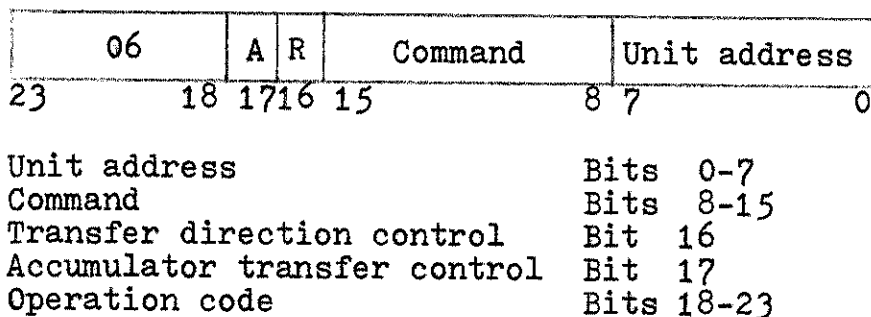 06 A R Command Unit address
23 18 17 16 15 8 7 0
Unit address Bits 0-7
Command Bits 8-15
Transfer direction control Bit 16
Accumulator transfer control Bit 17
Operation code Bits 18-23